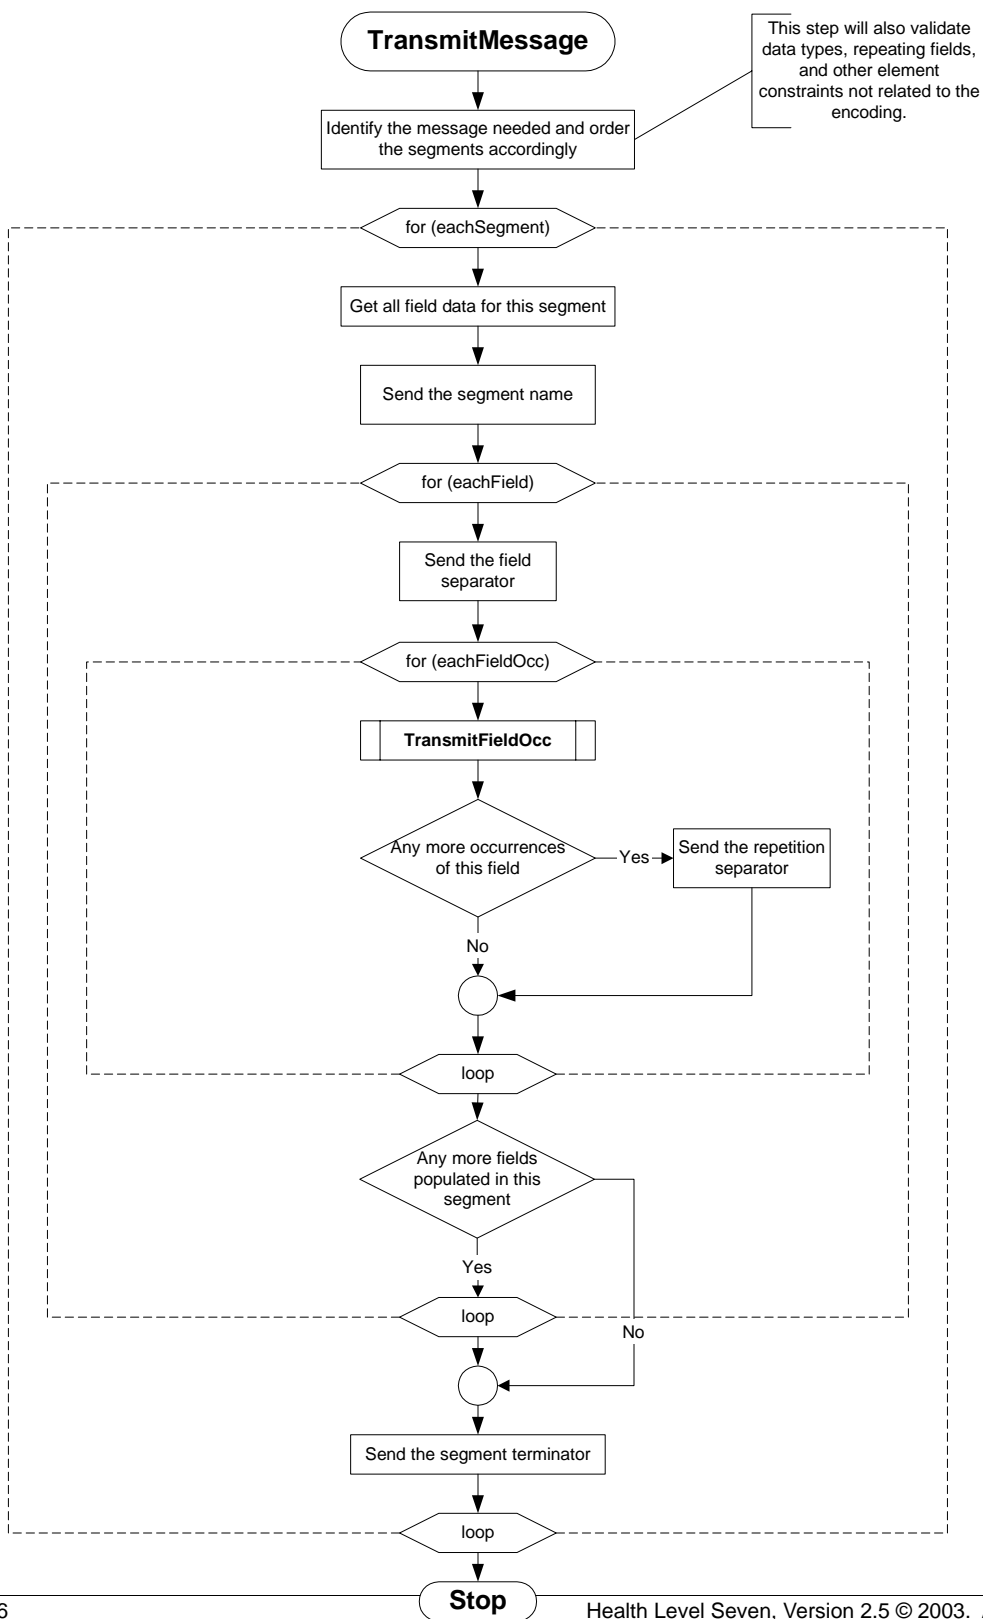 TransmitMessage
This step will also validate
data types, repeating fields,
and other element
constraints not related to the
encoding.
Identify the message needed and order
the segments accordingly
for (eachSegment)
Get all field data for this segment
Send the segment name
for (eachField)
Send the field
separator
for (eachFieldOcc)
TransmitFieldOcc
Any more occurrences
of this field
Yes
Send the repetition
separator
No
loop
Any more fields
populated in this
segment
Yes
loop
No
Send the segment terminator
loop
Stop
6
Health Level Seven, Version 2.5 © 2003.